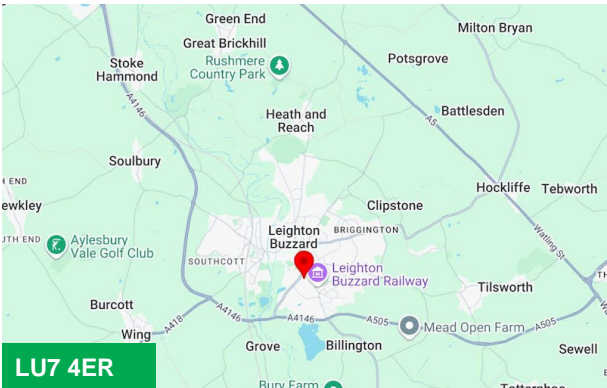 Green End
Milton Bryan
Great Brickhill
Rushmere
Country Park
Potsgrove
Stoke
Hammond
A4146
A5
Heath and
Reach
Battlesden
Soulbury
Hockliffe
Tebworth
ewkley
Clipstone
Leighton
Buzzard
BRIGGINGTON
Aylesbury
Vale Golf Club
Watling St
SOUTHCOTT
Leighton
Buzzard Railway
Tilsworth
Burcott
A4146
A4146
A505
Mead Open Farm
A505
Wing
A418
Grove
Billington
Sewell
LU7 4ER
Bury Farm